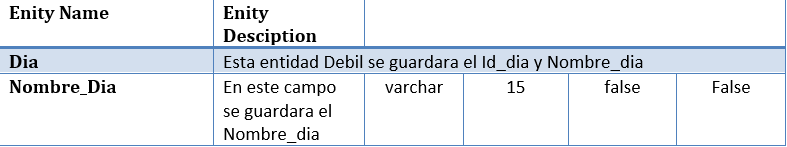 Enity Name Enity
Desciption
Dia Esta entidad Debil se guardara el Id_dia y Nombre_dia
Nombre_Dia En este campo varchar 15 false False
se guardara el
Nombre_dia